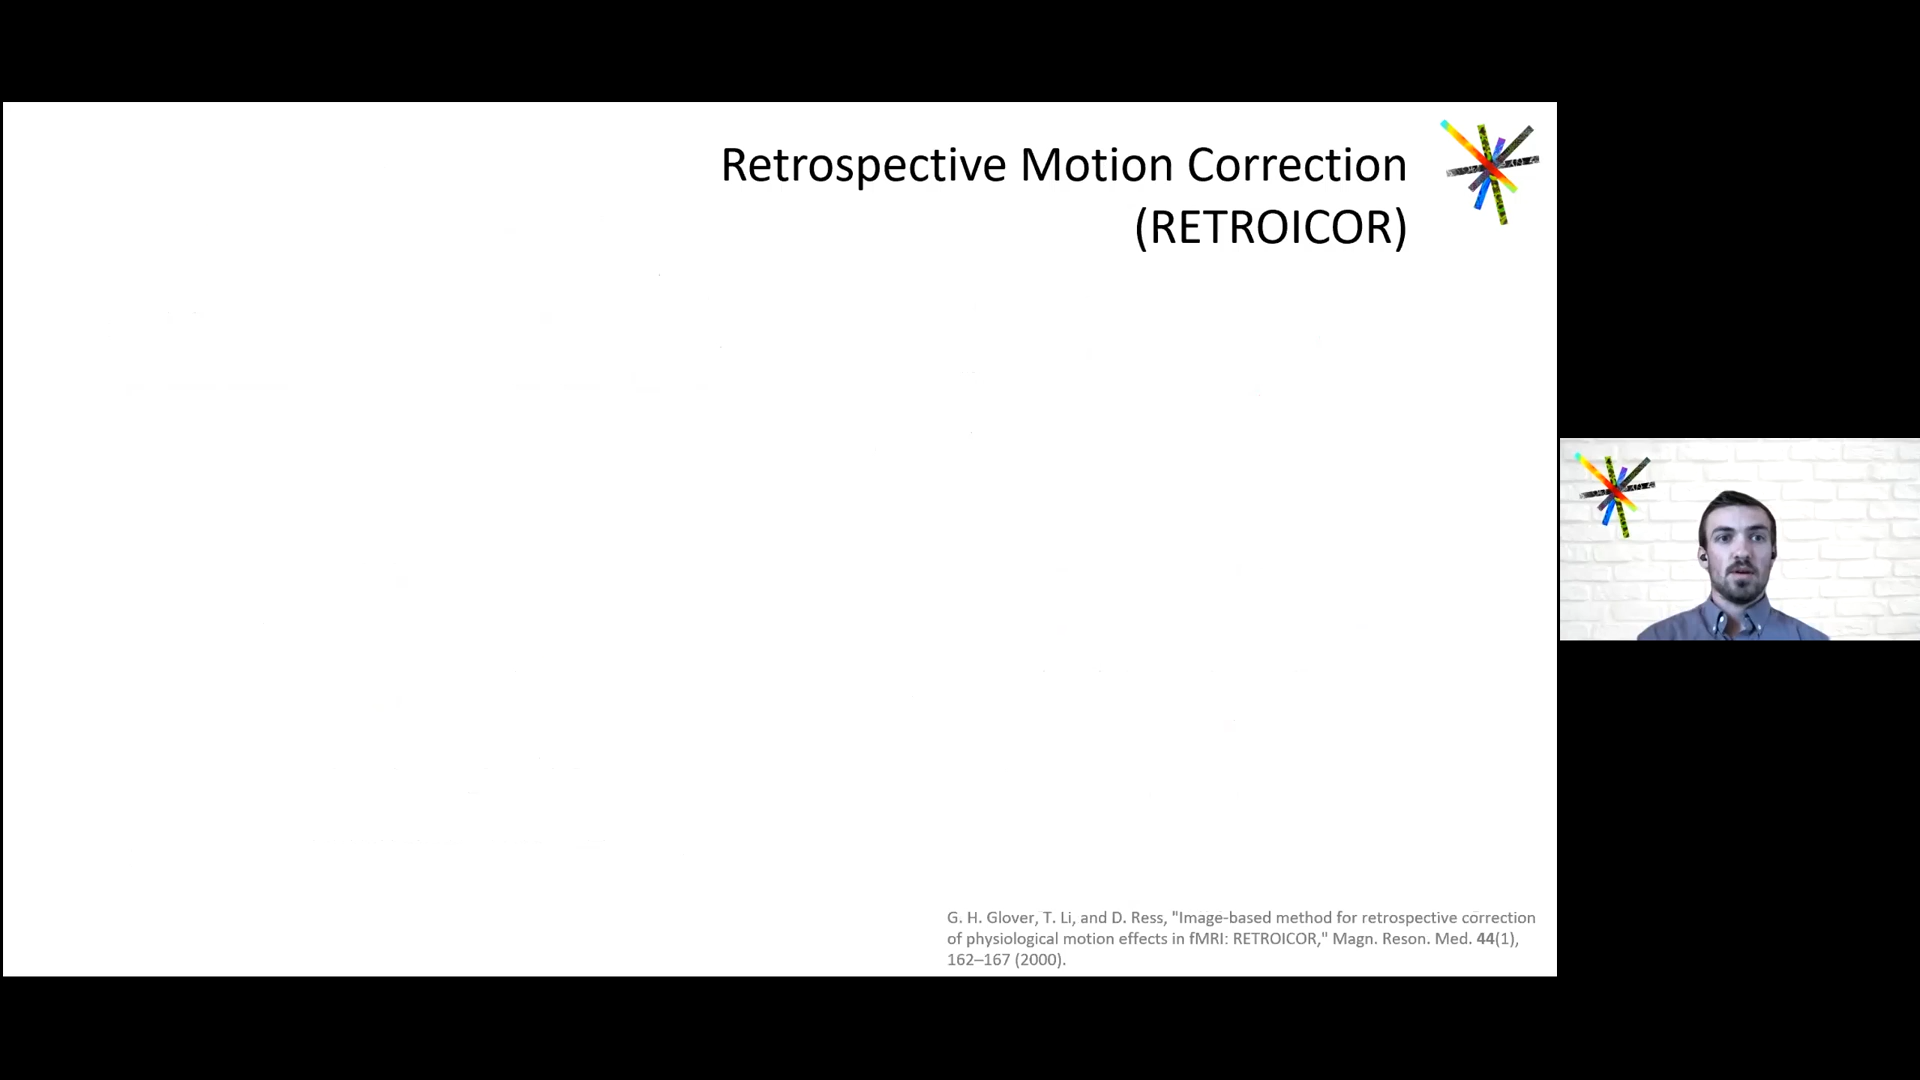 Retrospective Motion Correction
(RETROICOR)
G. H. Glover, T. Li, and D. Ress, "Image-based method for retrospective correction
of physiological motion effects in fMRI: RETROICOR," Magn. Reson. Med. 44(1),
162–167 (2000).